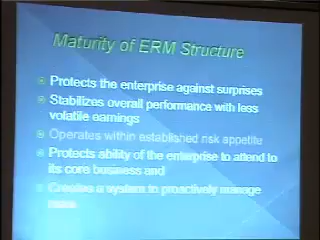 Maturity of ERM Structure
Protects the enterprise against surprises
Stabilizes overall performance with less
volatile earnings
Operates within established risk appetite
Protects ability of the enterprise to attend to
its core business and
Creates a system to proactively manage